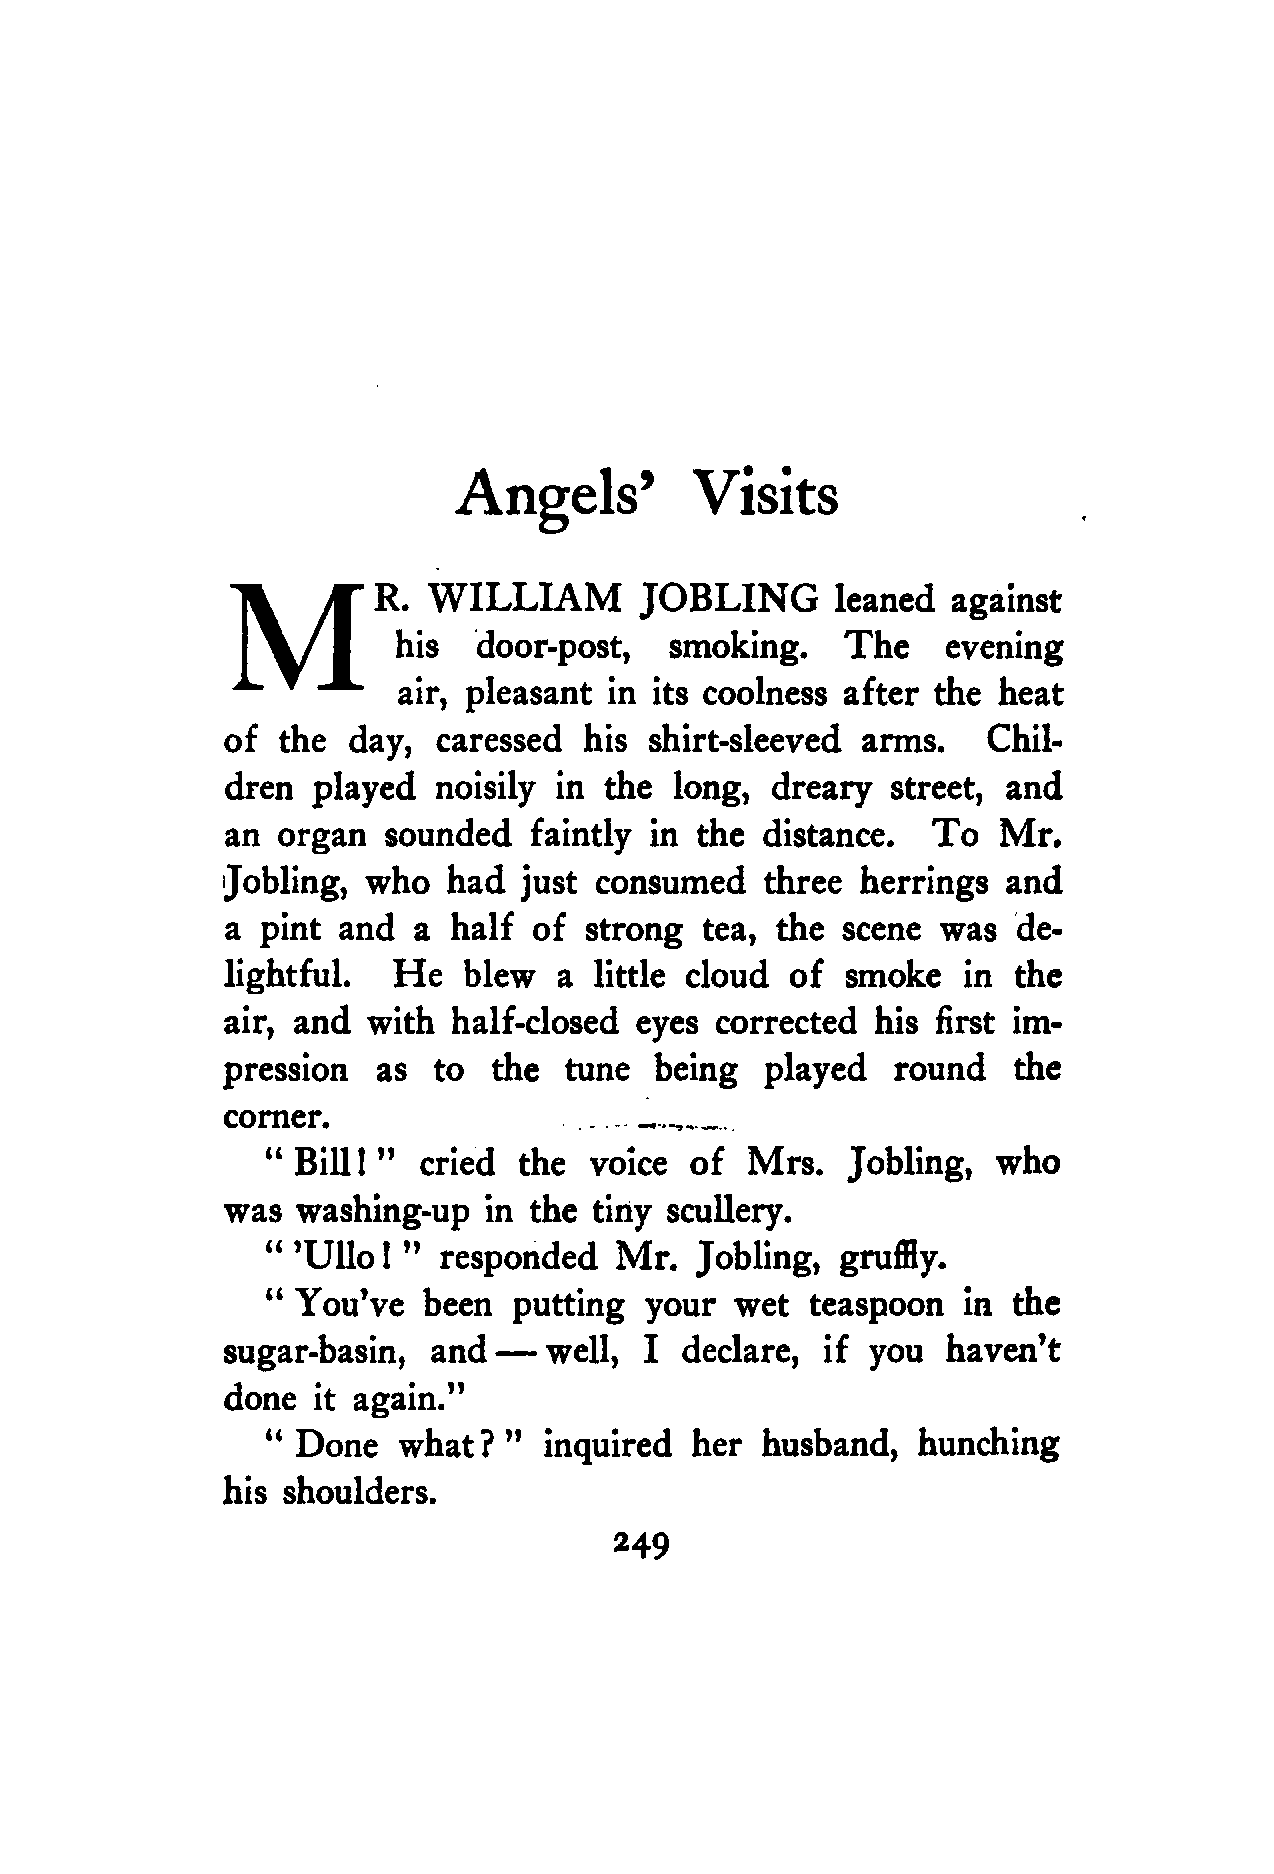 Angels' Visits
MR. WILLIAM JOBLING leaned against
his door-post, smoking. The evening
air, pleasant in its coolness after the heat
of the day, caressed his shirt-sleeved arms. Chil-
dren played noisily in the long, dreary street, and
an organ sounded faintly in the distance. To Mr.
Jobling, who had just consumed three herrings and
a pint and a half of strong tea, the scene was de-
lightful. He blew a little cloud of smoke in the
air, and with half-closed eyes corrected his first im-
pression as to the tune being played round the
corner.
" Bill! " cried the voice of Mrs. Jobling, who
was washing-up in the tiny scullery.
" 'Ullo! " responded Mr. Jobling, gruffly.
" You've been putting your wet teaspoon in the
sugar-basin, and — well, I declare, if you haven't
done it again."
" Done what? " inquired her husband, hunching
his shoulders.
249